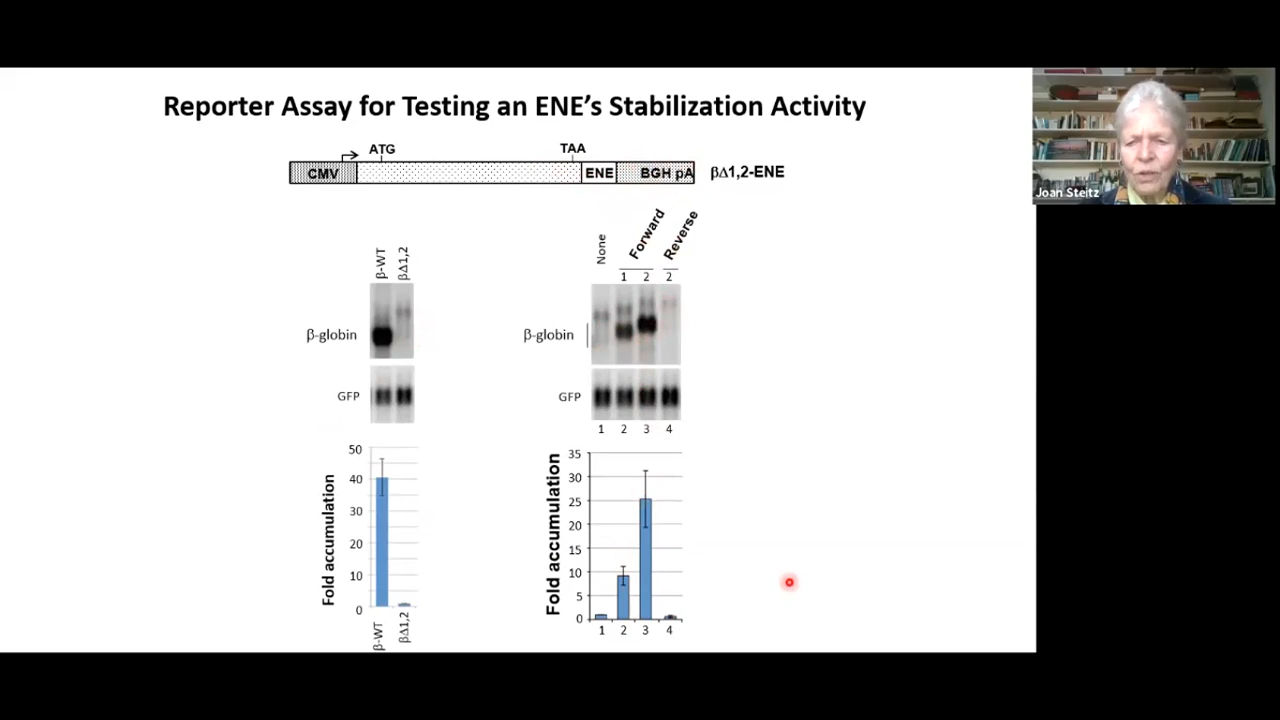 Reporter Assay for Testing an ENE's Stabilization Activity
Joan Steitz
ATG
TAA
CMV
ENE
BGH pA
βΔ1,2-ENE
β-WT
βΔ1,2
β-globin
GFP
50
40
30
20
10
0
Fold accumulation
β-WT
βΔ1,2
None
Forward
Reverse
1 2 2
β-globin
GFP
1 2 3 4
35
30
25
20
15
10
5
0
Fold accumulation
1 2 3 4